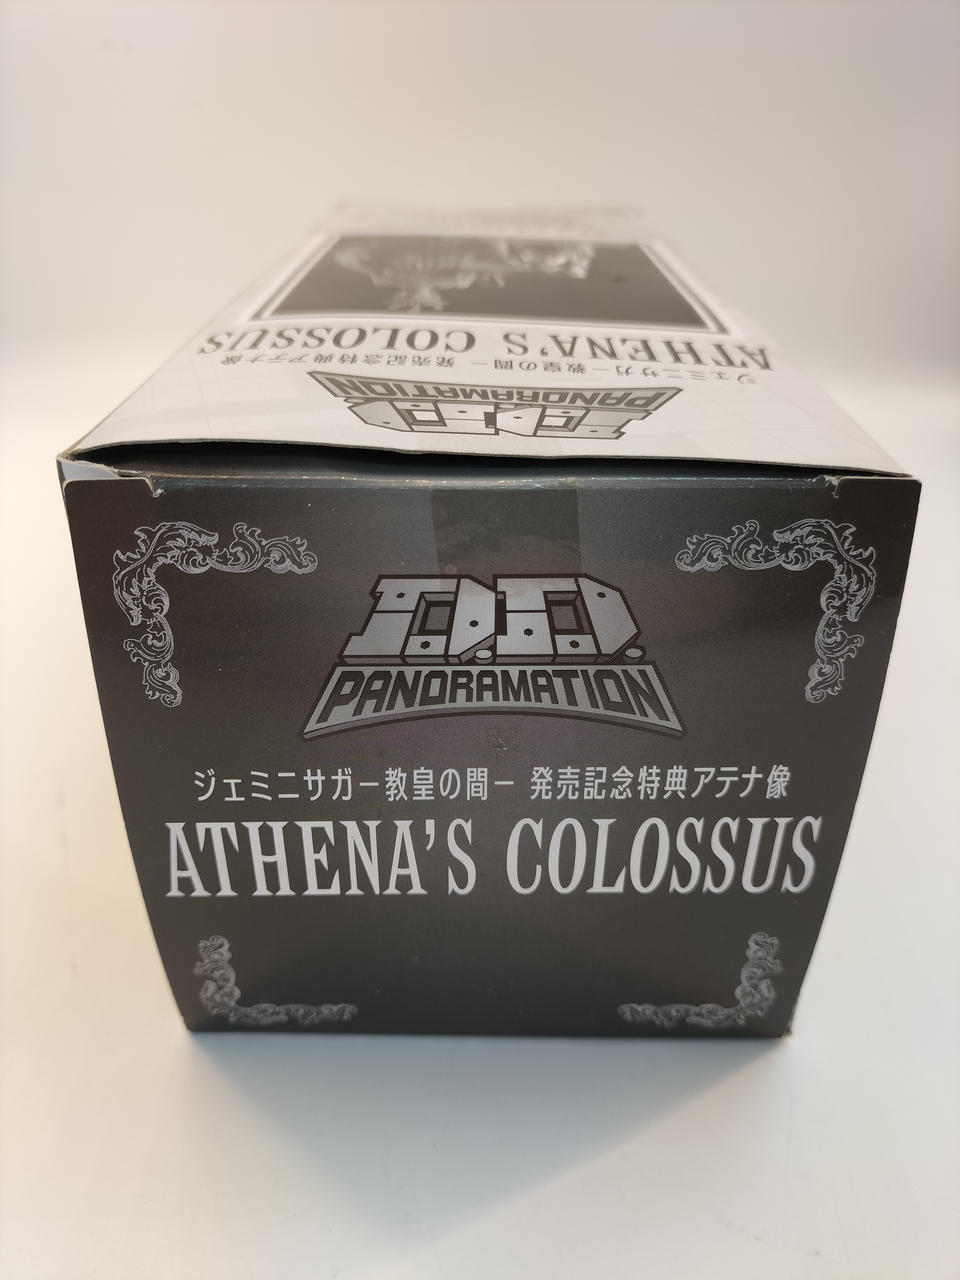 ATHENA'S COLOSSUS
ジェミニサガー教皇の間ー 発売記念特典アテナ像
D.D.
PANORAMATION
D.D.
PANORAMATION
ジェミニサガー教皇の間ー 発売記念特典アテナ像
ATHENA'S COLOSSUS